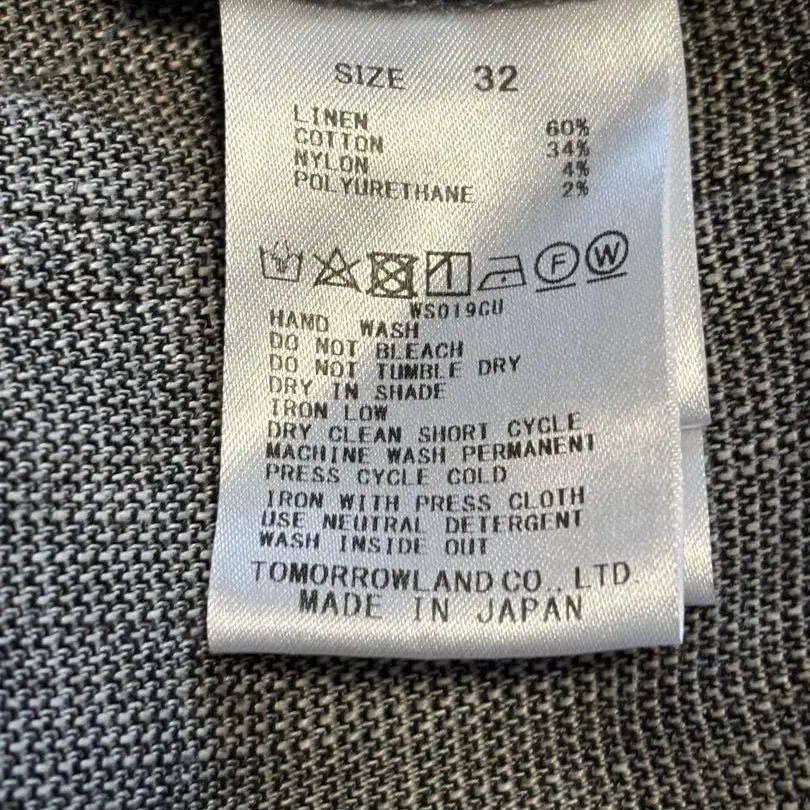 SIZE 32
LINEN 60%
COTTON 34%
NYLON 4%
POLYURETHANE 2%
F W
WS019CU
HAND WASH
DO NOT BLEACH
DO NOT TUMBLE DRY
DRY IN SHADE
IRON LOW
DRY CLEAN SHORT CYCLE
MACHINE WASH PERMANENT
PRESS CYCLE COLD
IRON WITH PRESS CLOTH
USE NEUTRAL DETERGENT
WASH INSIDE OUT
TOMORROWLAND CO., LTD.
MADE IN JAPAN